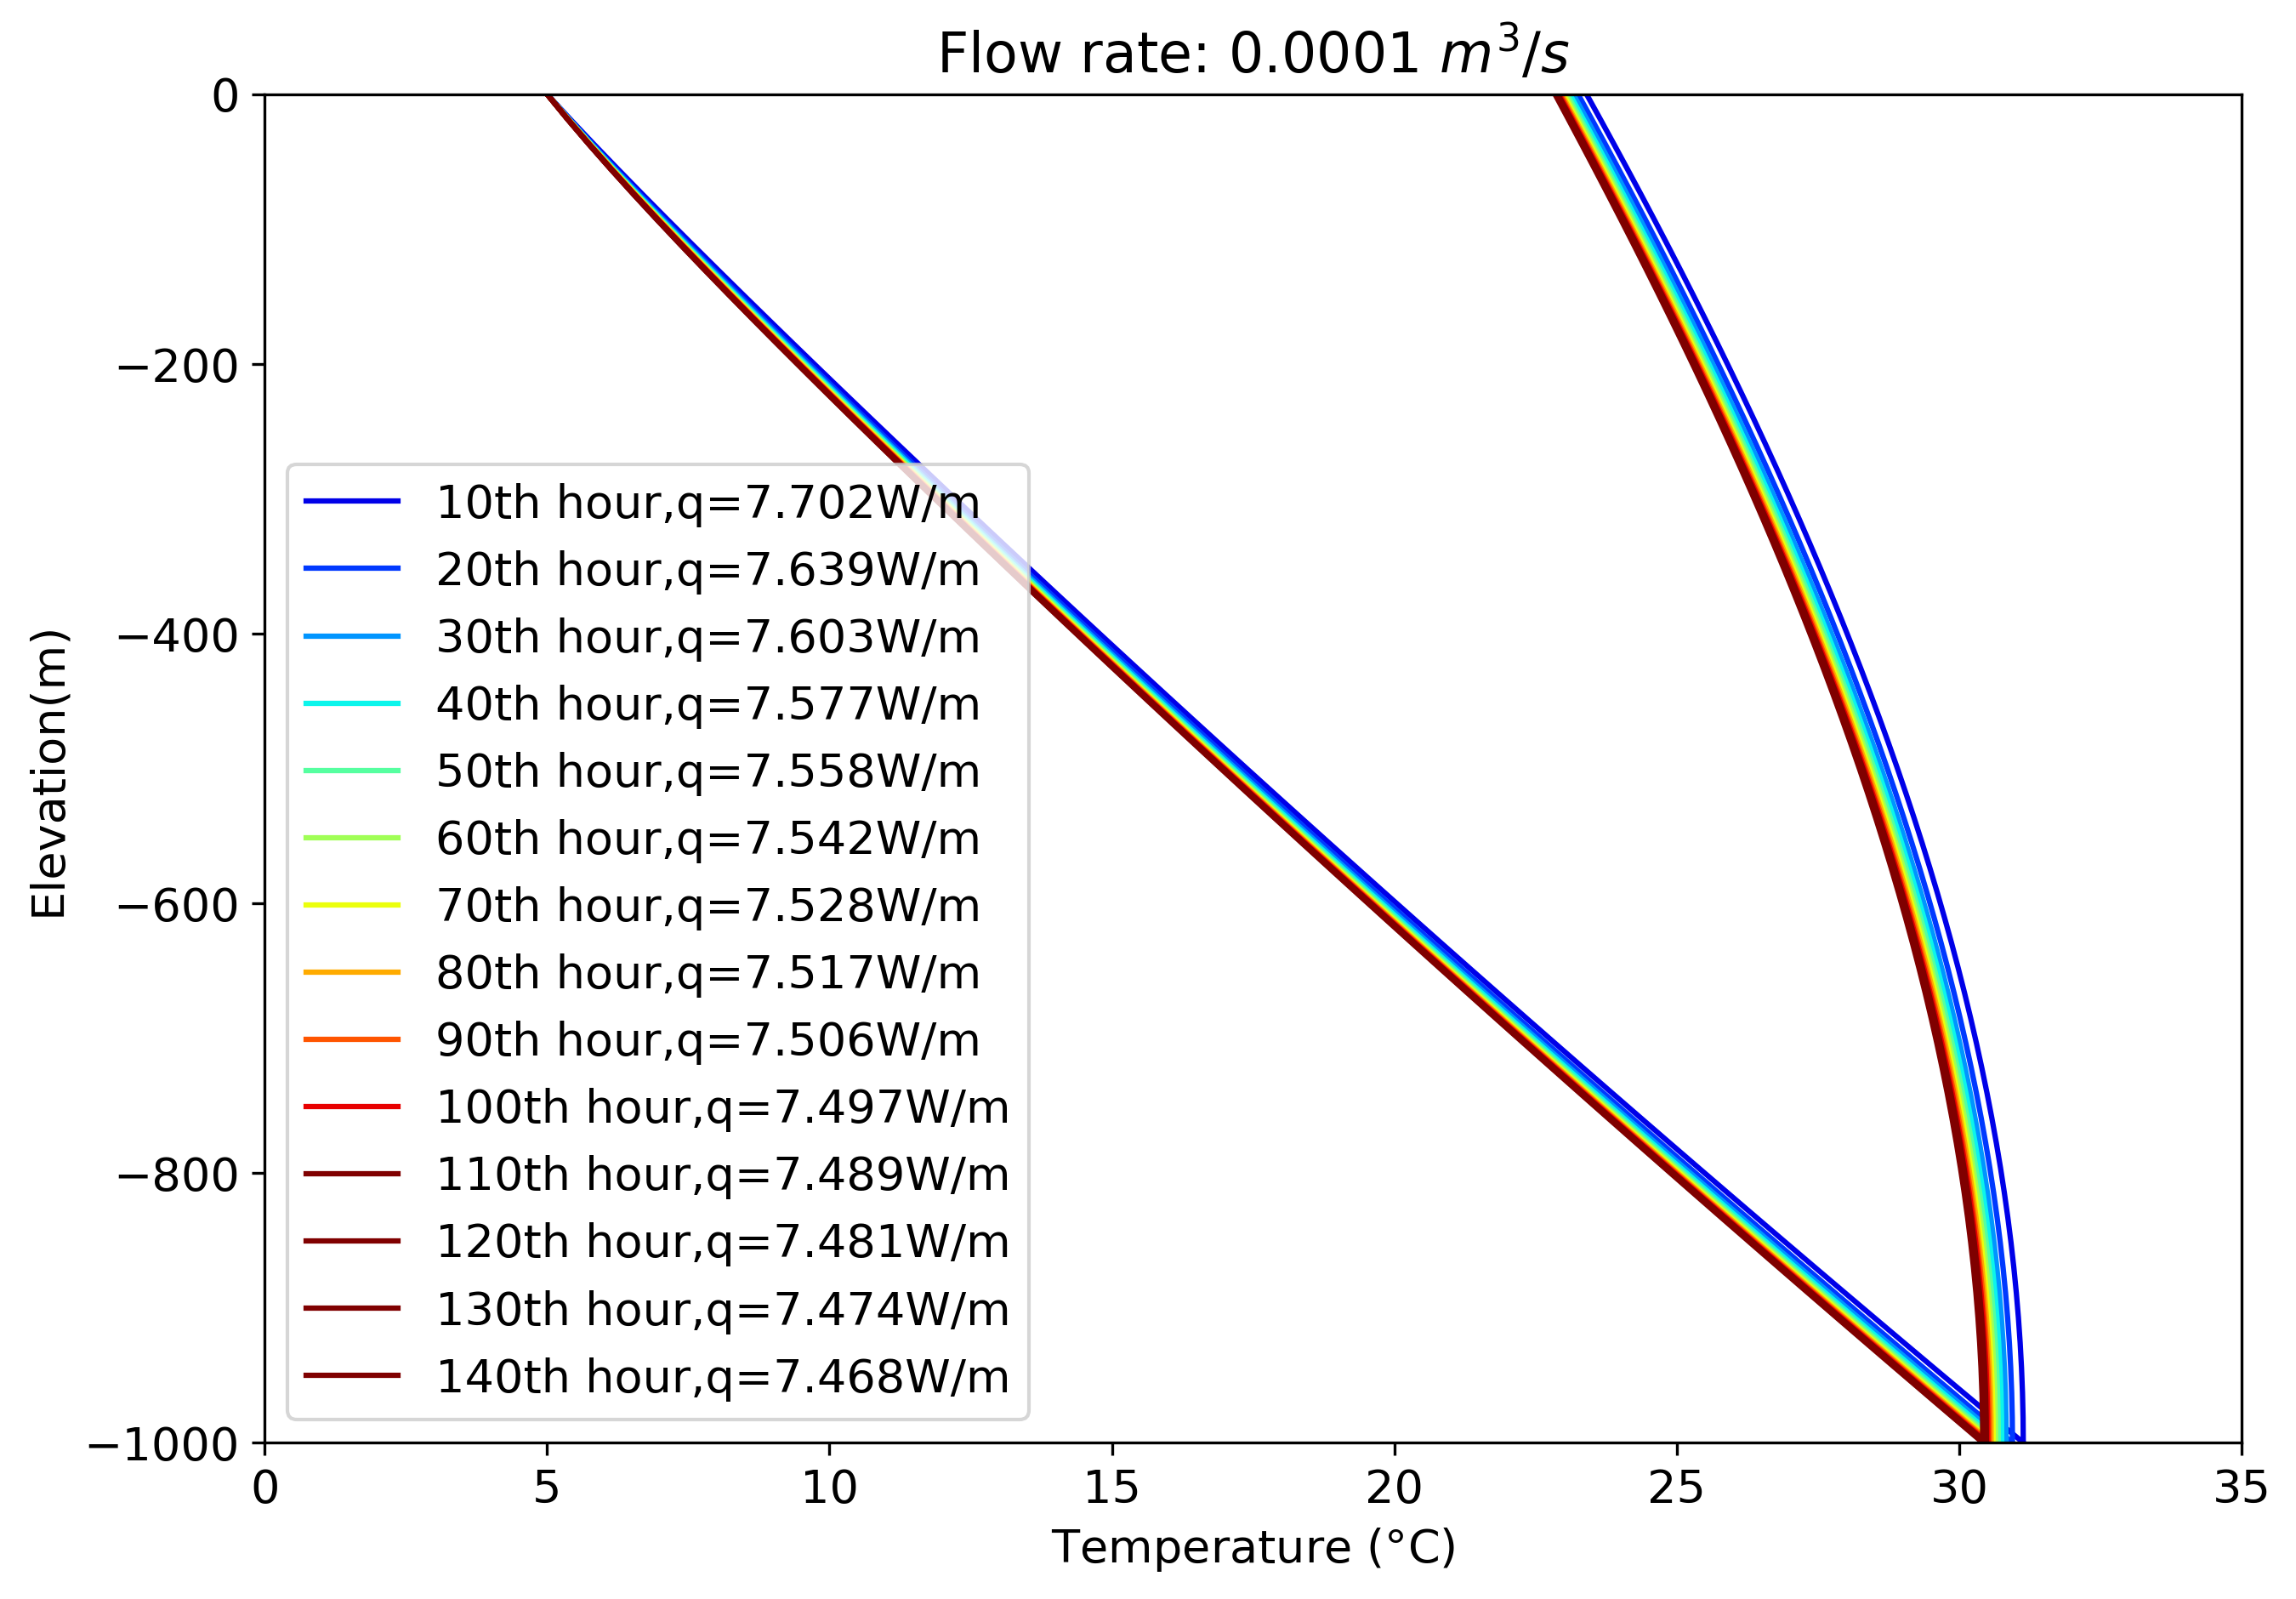 Flow rate: 0.0001 m³/s
0
−200
−400
−600
−800
−1000
Elevation(m)
10th hour,q=7.702W/m
20th hour,q=7.639W/m
30th hour,q=7.603W/m
40th hour,q=7.577W/m
50th hour,q=7.558W/m
60th hour,q=7.542W/m
70th hour,q=7.528W/m
80th hour,q=7.517W/m
90th hour,q=7.506W/m
100th hour,q=7.497W/m
110th hour,q=7.489W/m
120th hour,q=7.481W/m
130th hour,q=7.474W/m
140th hour,q=7.468W/m
0 5 10 15 20 25 30 35
Temperature (°C)